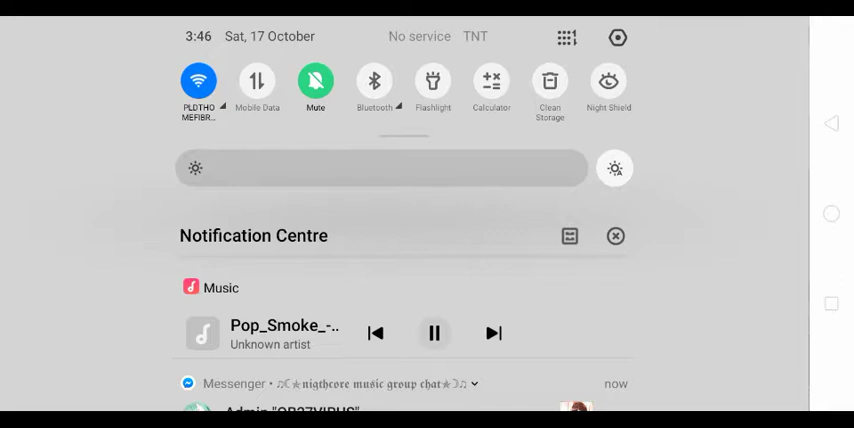 3:46 Sat, 17 October No service TNT
PLDTHO
MEFIBR...
Mobile Data
Mute
Bluetooth
Flashlight
Calculator
Clean
Storage
Night Shield
Notification Centre
Music
Pop_Smoke_-..
Unknown artist
Messenger • ♫☾✭𝔫𝔦𝔤𝔱𝔥𝔠𝔬𝔯𝔢 𝔪𝔲𝔰𝔦𝔠 𝔤𝔯𝔬𝔲𝔭 𝔠𝔥𝔞𝔱✭☽♫ now
Admin